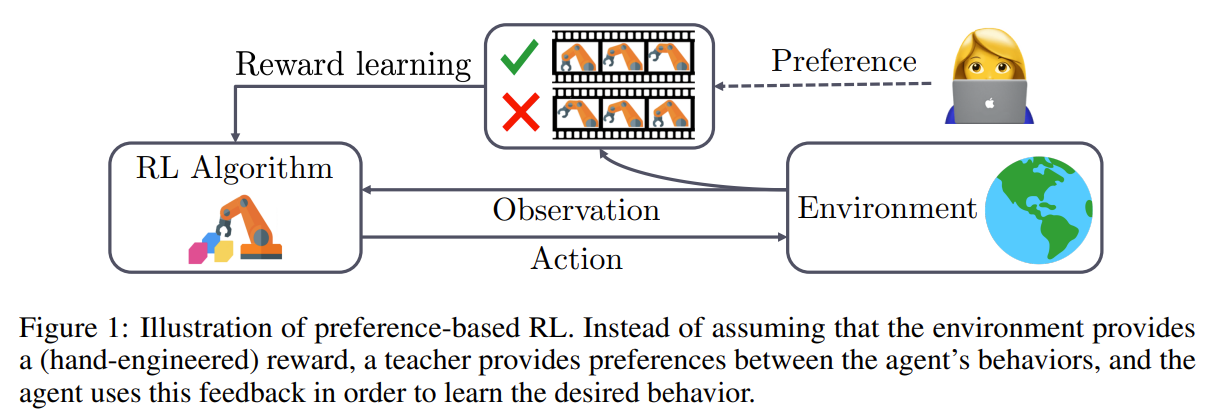 Reward learning
Preference
RL Algorithm
Observation
Environment
Action
Figure 1: Illustration of preference-based RL. Instead of assuming that the environment provides
a (hand-engineered) reward, a teacher provides preferences between the agent's behaviors, and the
agent uses this feedback in order to learn the desired behavior.